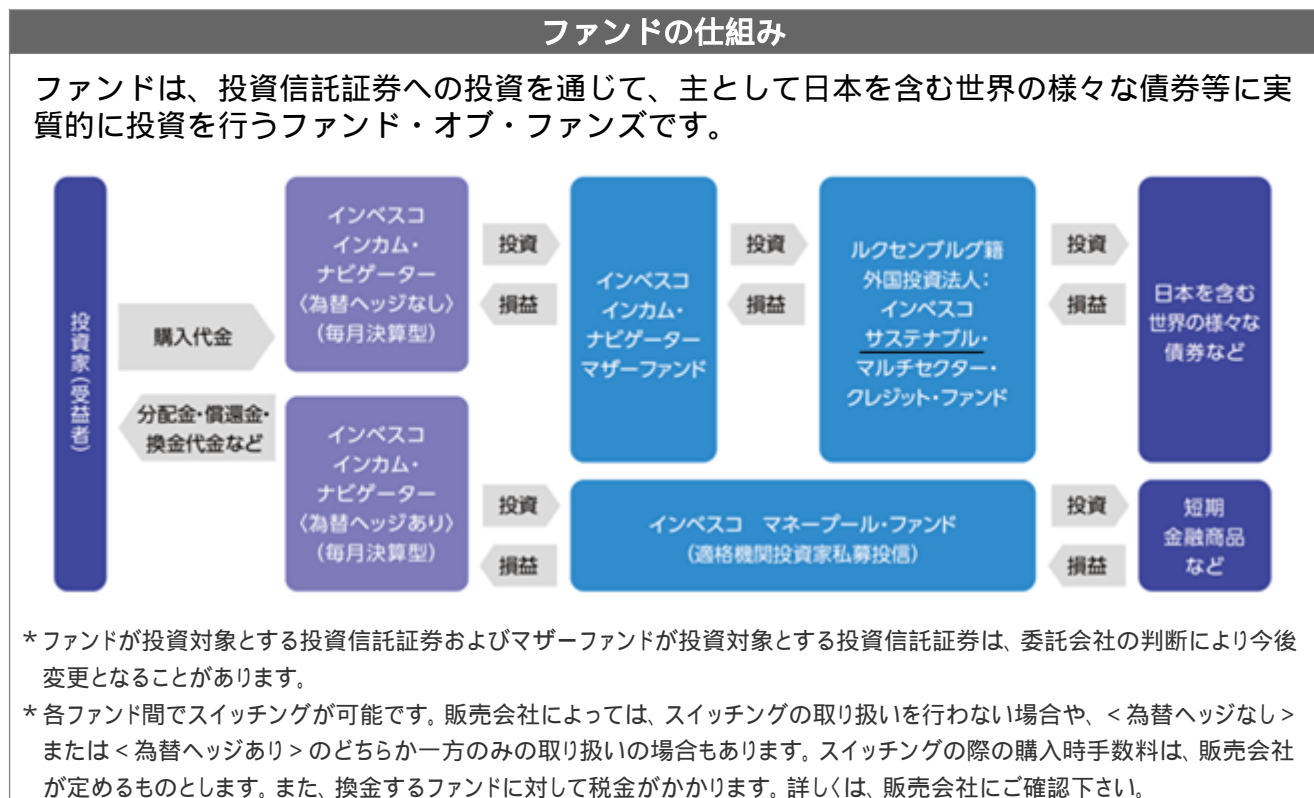 ファンドの仕組み
ファンドは、投資信託証券への投資を通じて、主として日本を含む世界の様々な債券等に実
質的に投資を行うファンド・オブ・ファンズです。
投資家(受益者)
購入代金
分配金・償還金・
換金代金など
インベスコ
インカム・
ナビゲーター
〈為替ヘッジなし〉
(毎月決算型)
インベスコ
インカム・
ナビゲーター
〈為替ヘッジあり〉
(毎月決算型)
投資
損益
投資
損益
インベスコ
インカム・
ナビゲーター
マザーファンド
投資
損益
ルクセンブルグ籍
外国投資法人:
インベスコ
サステナブル・
マルチセクター・
クレジット・ファンド
インベスコ マネープール・ファンド
(適格機関投資家私募投信)
投資
損益
投資
損益
日本を含む
世界の様々な
債券など
短期
金融商品
など
*ファンドが投資対象とする投資信託証券およびマザーファンドが投資対象とする投資信託証券は、委託会社の判断により今後
変更となることがあります。
*各ファンド間でスイッチングが可能です。販売会社によっては、スイッチングの取り扱いを行わない場合や、<為替ヘッジなし>
または<為替ヘッジあり>のどちらか一方のみの取り扱いの場合もあります。スイッチングの際の購入時手数料は、販売会社
が定めるものとします。また、換金するファンドに対して税金がかかります。詳しくは、販売会社にご確認下さい。